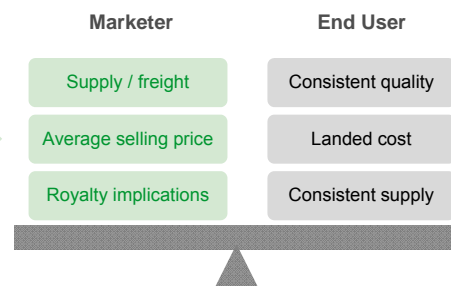 Marketer
End User
Supply / freight
Consistent quality
Average selling price
Landed cost
Royalty implications
Consistent supply